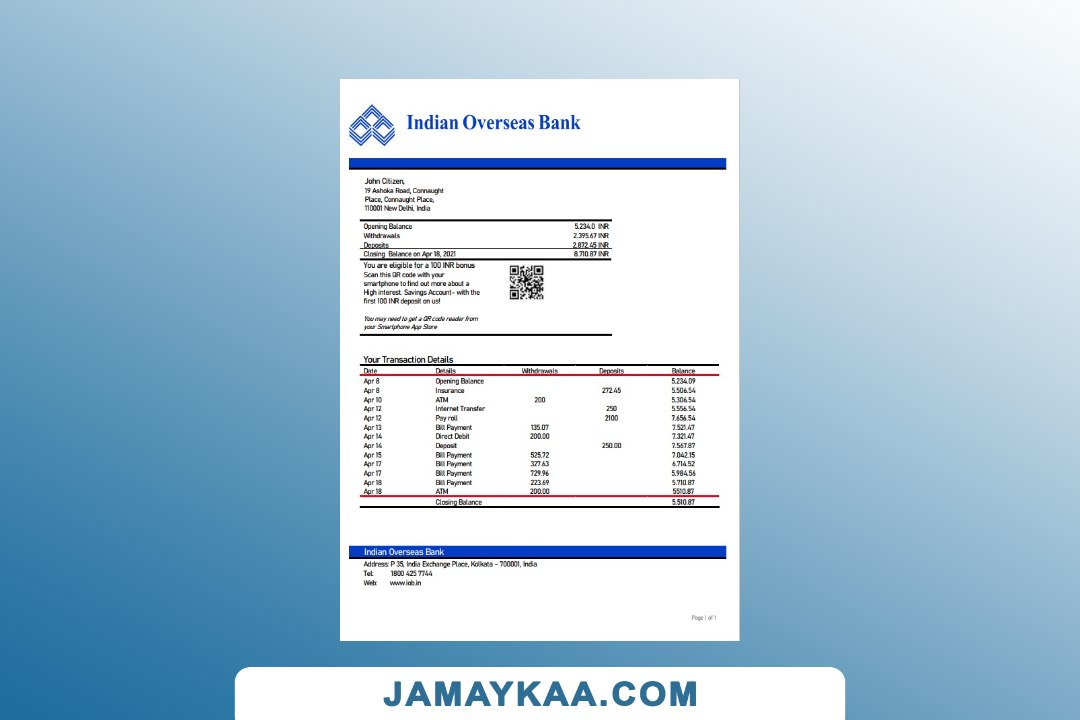 Indian Overseas Bank
John Citizen,
19 Ashoka Road, Connaught
Place, Connaught Place,
110001 New Delhi, India
Opening Balance 5.234.0 INR
Withdrawals 2.395.67 INR
Deposits 2.872.45 INR
Closing Balance on Apr 18, 2021 8.710.87 INR
You are eligible for a 100 INR bonus
Scan this QR code with your
smartphone to find out more about a
High interest. Savings Account- with the
first 100 INR deposit on us!
You may need to get a QR code reader from
your Smartphone App Store
Your Transaction Details
Date Details Withdrawals Deposits Balance
Apr 8 Opening Balance 5.234.09
Apr 8 Insurance 272.45 5.506.54
Apr 10 ATM 200 5.306.54
Apr 12 Internet Transfer 250 5.556.54
Apr 12 Pay roll 2100 7.656.54
Apr 13 Bill Payment 135.07 7.521.47
Apr 14 Direct Debit 200.00 7.321.47
Apr 14 Deposit 250.00 7.567.87
Apr 15 Bill Payment 525.72 7.042.15
Apr 17 Bill Payment 327.63 6.714.52
Apr 17 Bill Payment 729.96 5.984.56
Apr 18 Bill Payment 223.69 5.710.87
Apr 18 ATM 200.00 5510.87
Closing Balance 5.510.87
Indian Overseas Bank
Address: P 35, India Exchange Place, Kolkata - 700001, India
Tel: 1800 425 7744
Web: www.iob.in
Page 1 of 1
JAMAYKAA.COM